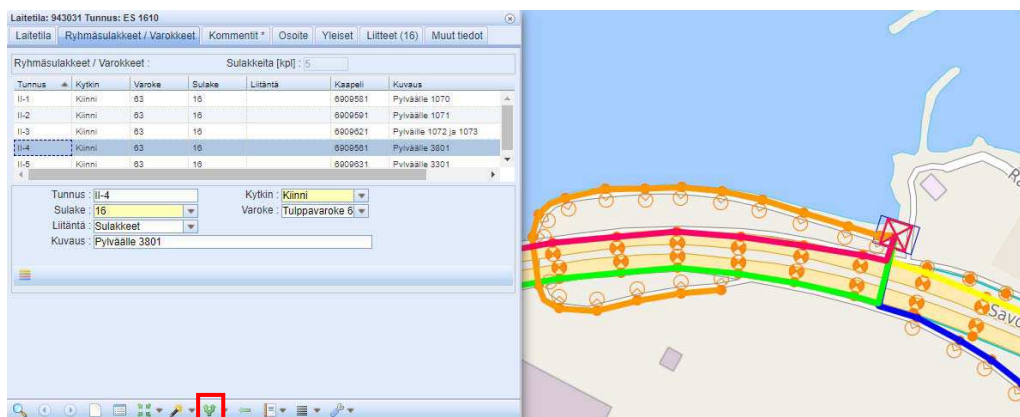 Laitetila: 943031 Tunnus: ES 1610
Laitetila Ryhmäsulakkeet / Varokkeet Kommentit * Osoite Yleiset Liitteet (16) Muut tiedot
Ryhmäsulakkeet / Varokkeet : Sulakkeita [kpl] : 5
Tunnus Kytkin Varoke Sulake Liitäntä Kaapeli Kuvaus
II-1 Kiinni 63 16 6909581 Pylväälle 1070
II-2 Kiinni 63 16 6909591 Pylväälle 1071
II-3 Kiinni 63 16 6909621 Pylväille 1072 ja 1073
II-4 Kiinni 63 16 6909561 Pylväälle 3801
II-5 Kiinni 63 16 6909631 Pylväälle 3301
Tunnus : II-4 Kytkin : Kiinni
Sulake : 16 Varoke : Tulppavaroke 6
Liitäntä : Sulakkeet
Kuvaus : Pylväälle 3801
Ra
Savo